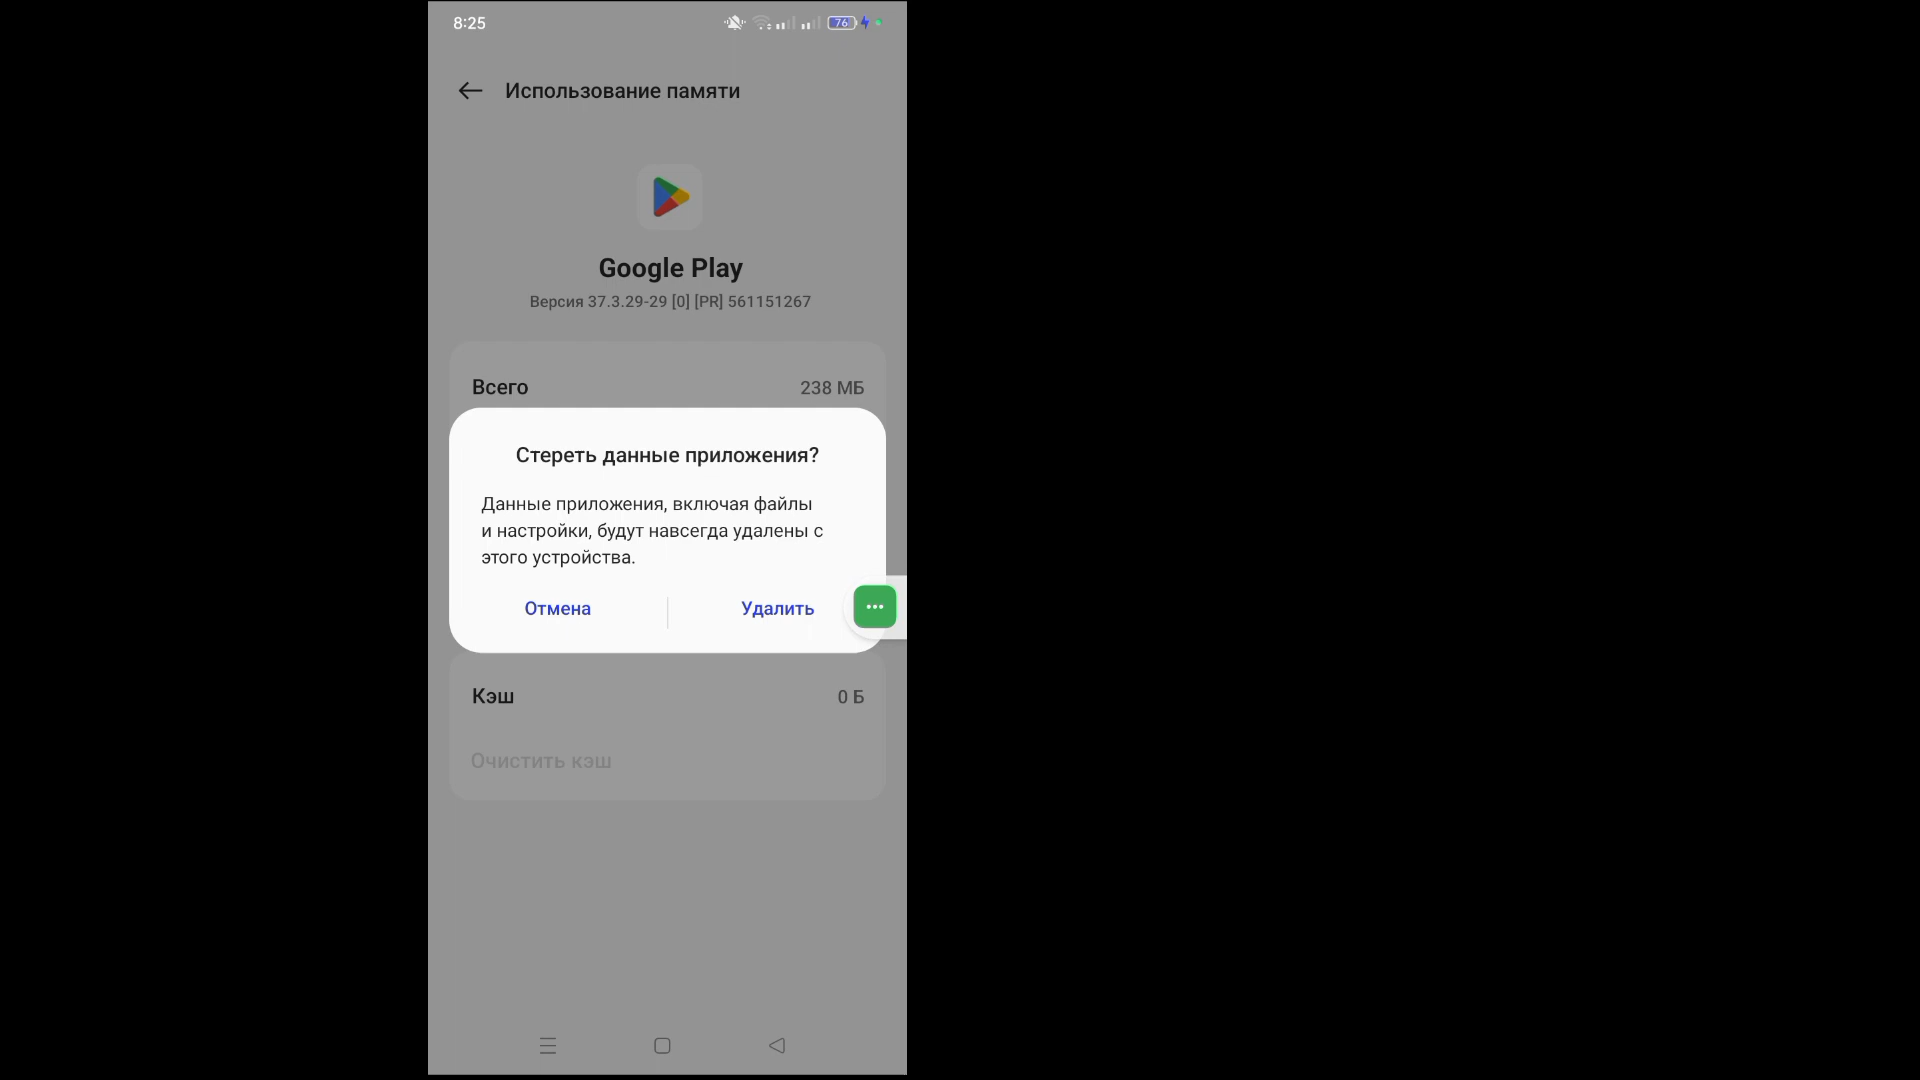 8:25
76
Использование памяти
Google Play
Версия 37.3.29-29 [0] [PR] 561151267
Всего 238 МБ
Стереть данные приложения?
Данные приложения, включая файлы
и настройки, будут навсегда удалены с
этого устройства.
Отмена Удалить
Кэш 0 Б
Очистить кэш